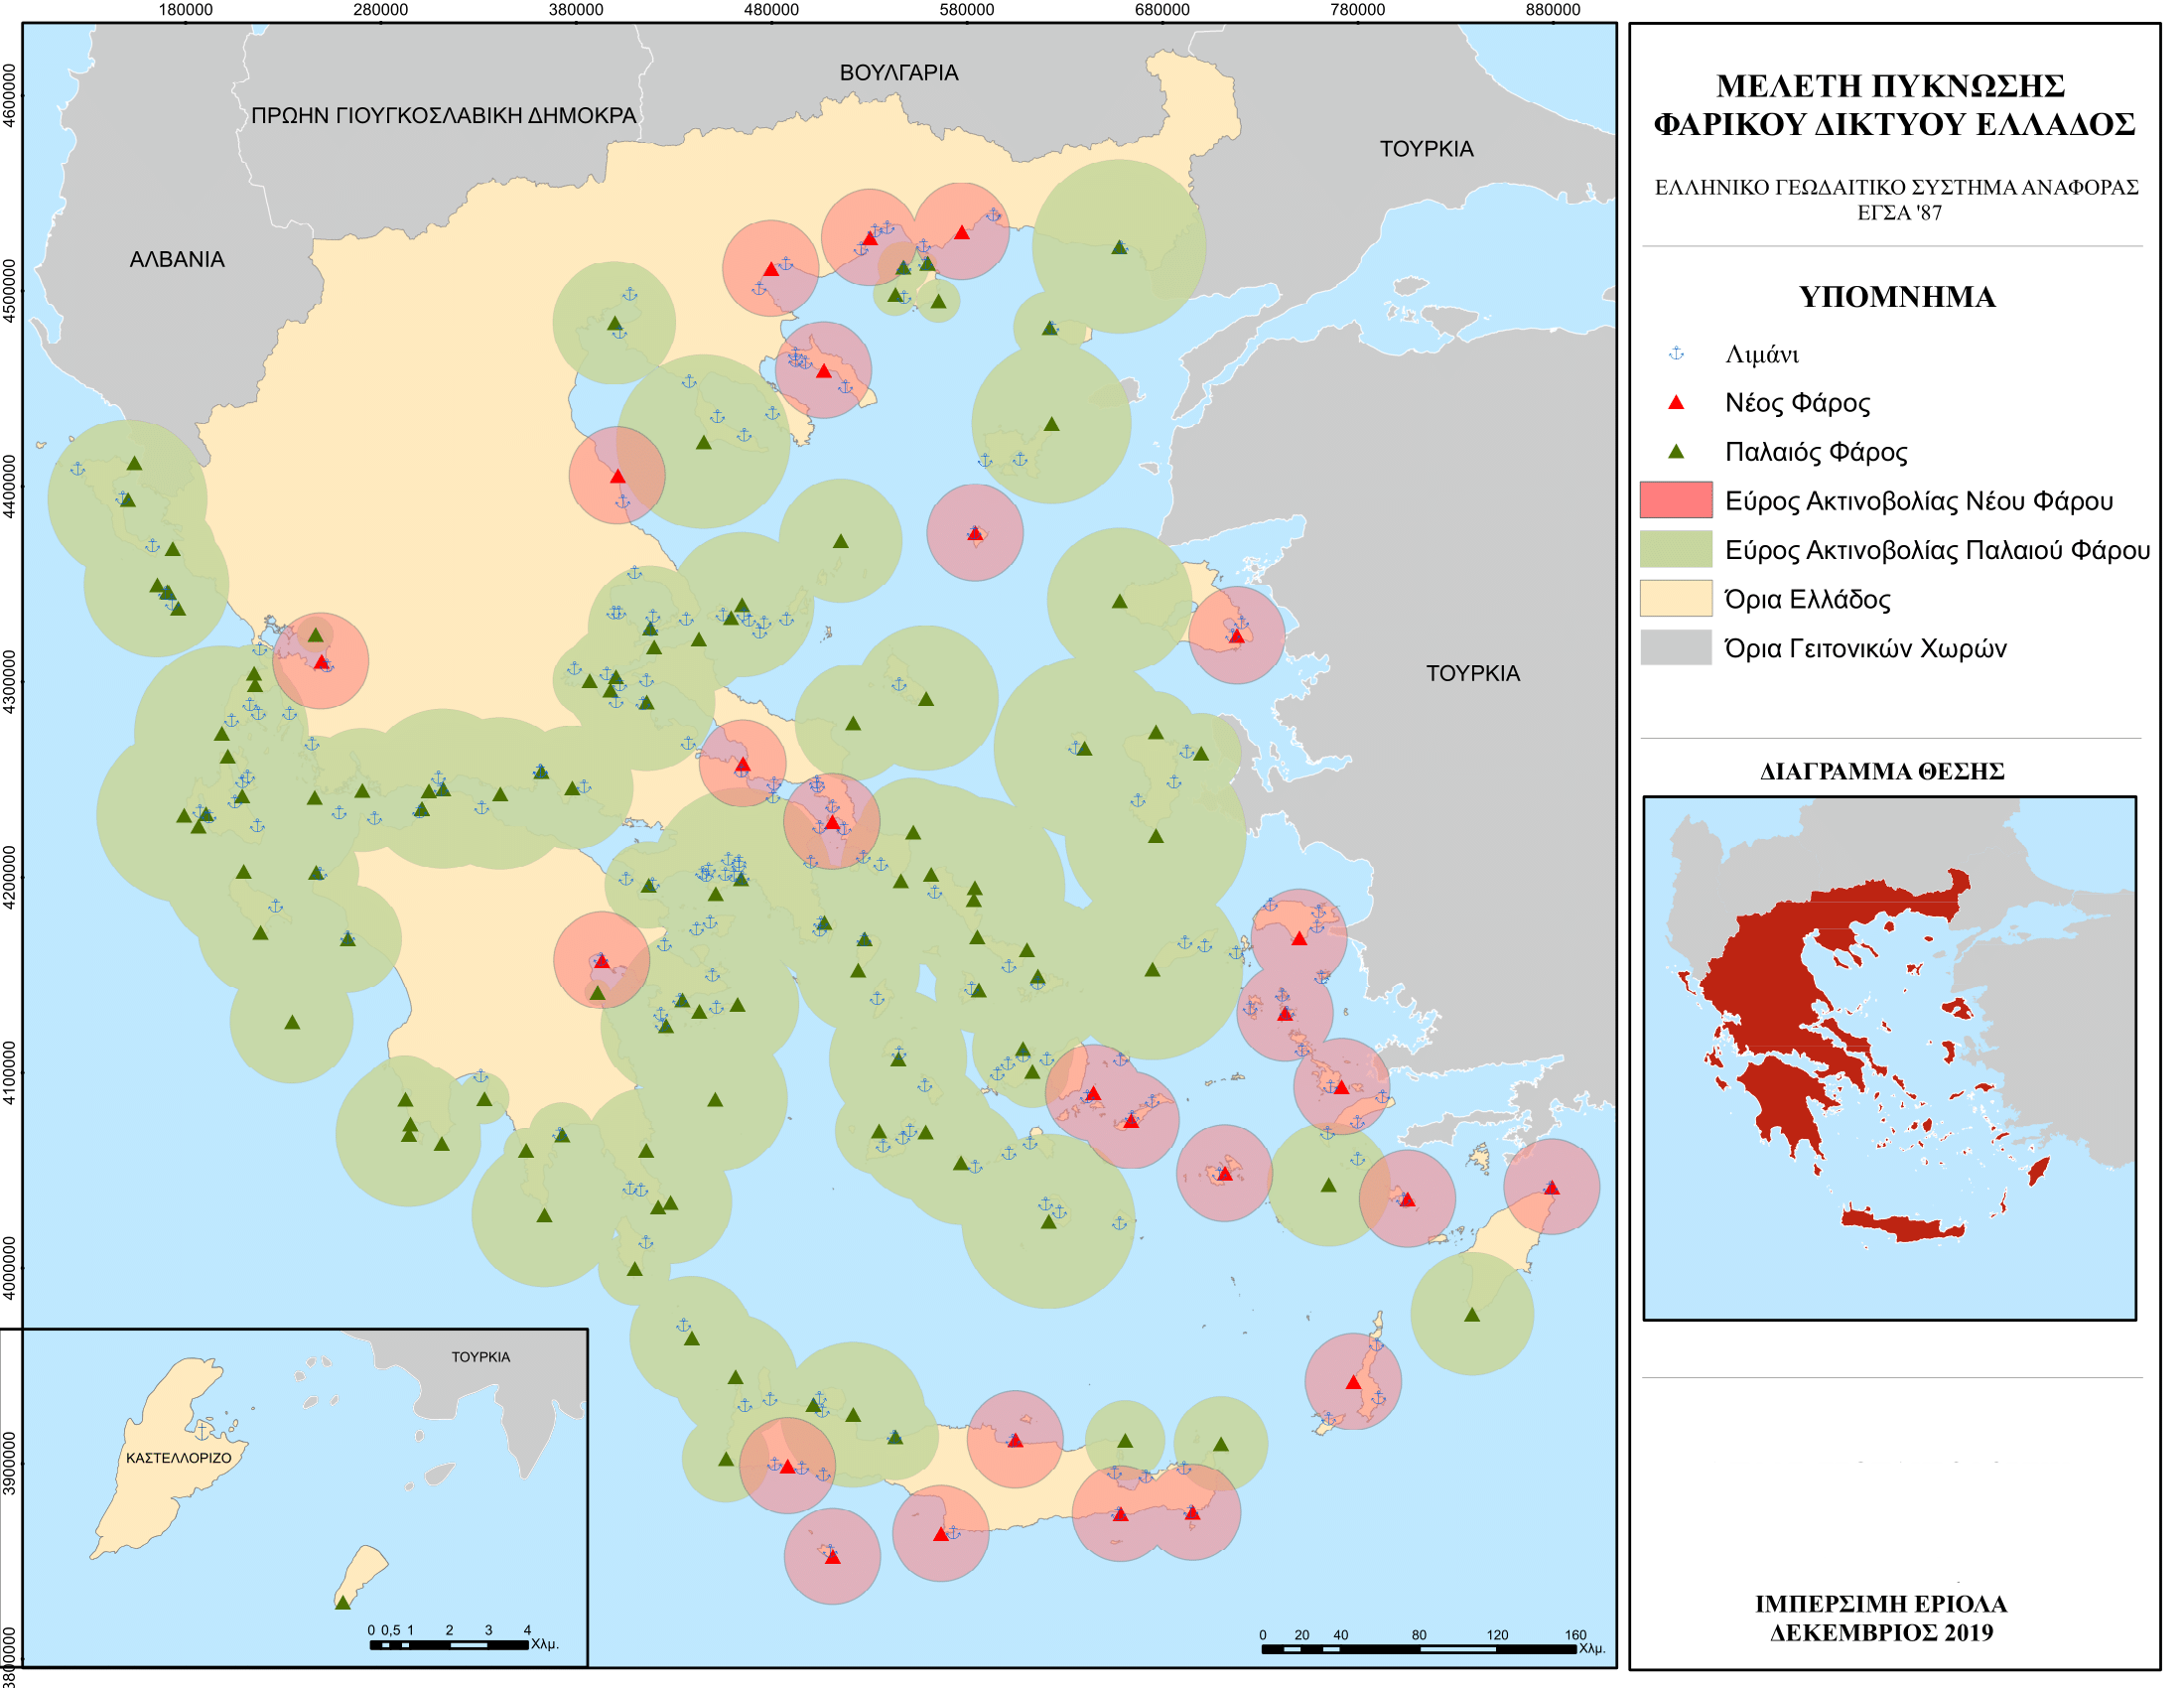 180000 280000 380000 480000 580000 680000 780000 880000
4600000
4500000
4400000
4300000
4200000
4100000
4000000
3900000
3800000
ΒΟΥΛΓΑΡΙΑ
ΠΡΩΗΝ ΓΙΟΥΓΚΟΣΛΑΒΙΚΗ ΔΗΜΟΚΡΑ
ΤΟΥΡΚΙΑ
ΑΛΒΑΝΙΑ
ΤΟΥΡΚΙΑ
ΤΟΥΡΚΙΑ
ΚΑΣΤΕΛΛΟΡΙΖΟ
0 0,5 1 2 3 4
Χλμ.
0 20 40 80 120 160
Χλμ.
ΜΕΛΕΤΗ ΠΥΚΝΩΣΗΣ
ΦΑΡΙΚΟΥ ΔΙΚΤΥΟΥ ΕΛΛΑΔΟΣ
ΕΛΛΗΝΙΚΟ ΓΕΩΔΑΙΤΙΚΟ ΣΥΣΤΗΜΑ ΑΝΑΦΟΡΑΣ
ΕΓΣΑ '87
ΥΠΟΜΝΗΜΑ
Λιμάνι
Νέος Φάρος
Παλαιός Φάρος
Εύρος Ακτινοβολίας Νέου Φάρου
Εύρος Ακτινοβολίας Παλαιού Φάρου
Όρια Ελλάδος
Όρια Γειτονικών Χωρών
ΔΙΑΓΡΑΜΜΑ ΘΕΣΗΣ
ΙΜΠΕΡΣΙΜΗ ΕΡΙΟΛΑ
ΔΕΚΕΜΒΡΙΟΣ 2019